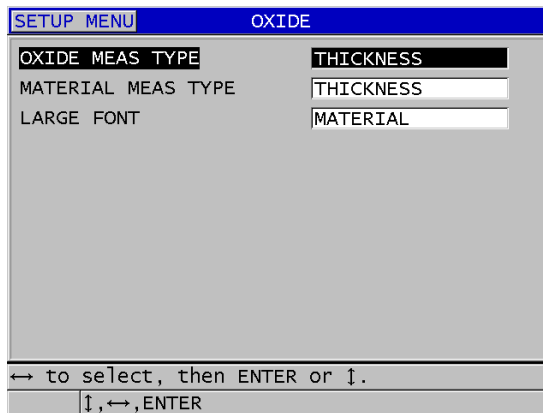 SETUP MENU OXIDE
OXIDE MEAS TYPE THICKNESS
MATERIAL MEAS TYPE THICKNESS
LARGE FONT MATERIAL
↔ to select, then ENTER or ↕.
↕,↔,ENTER